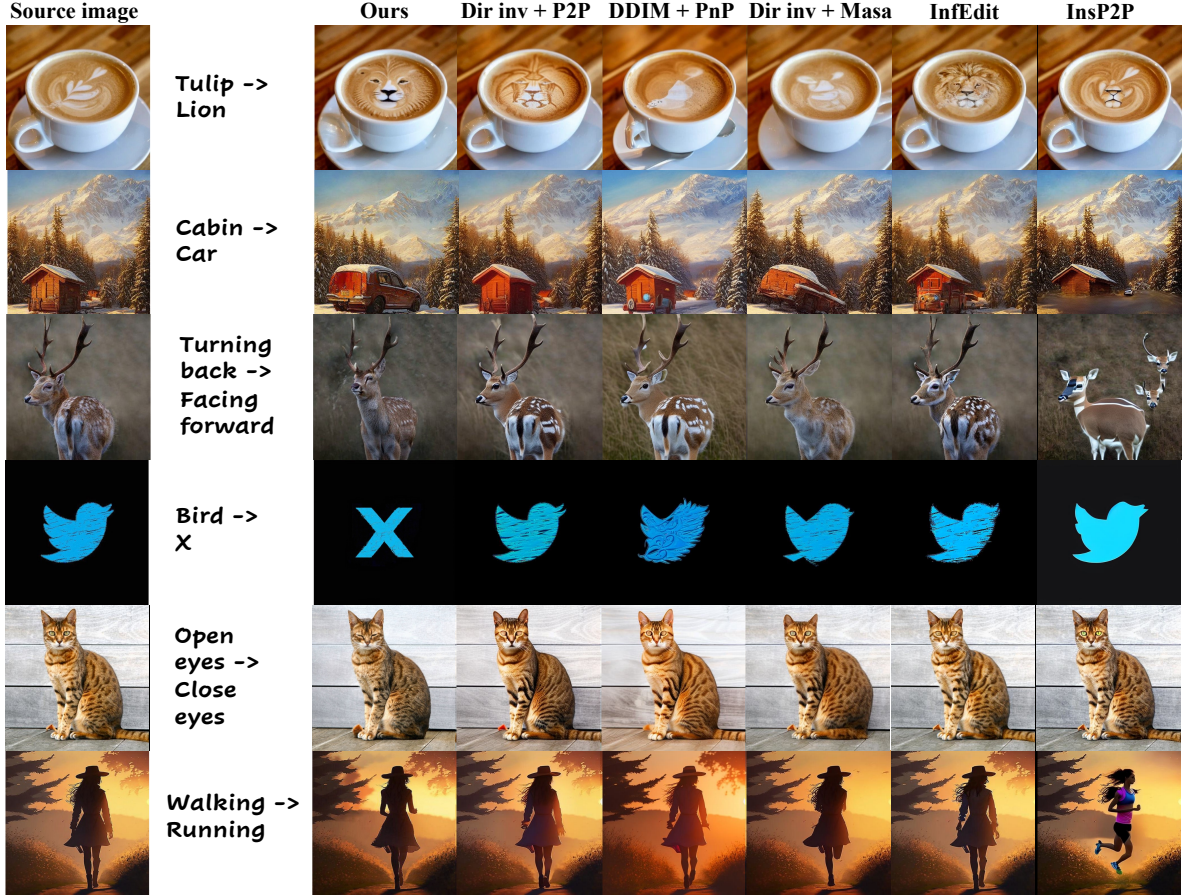 Source image Ours Dir inv + P2P DDIM + PnP Dir inv + Masa InfEdit InsP2P
Tulip ->
Lion
Cabin ->
Car
Turning
back ->
Facing
forward
Bird ->
X
Open
eyes ->
Close
eyes
Walking ->
Running